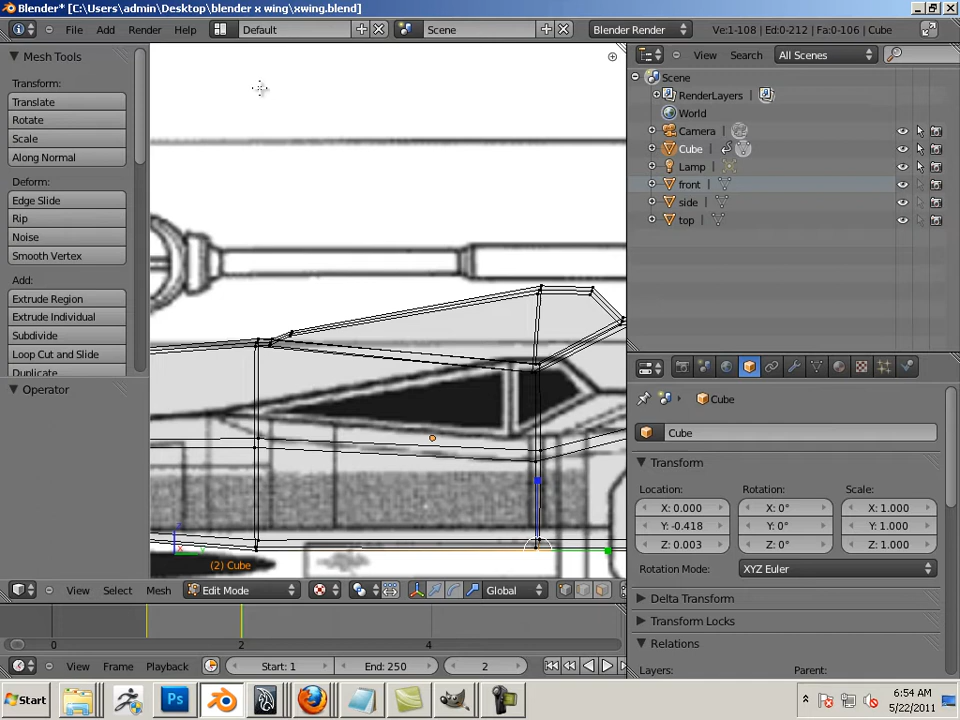 Blender* [C:\Users\admin\Desktop\blender x wing\xwing.blend]
File Add Render Help Default Scene Blender Render Ve:1-108 | Ed:0-212 | Fa:0-106 | Cube
Mesh Tools
Transform:
Translate
Rotate
Scale
Along Normal
Deform:
Edge Slide
Rip
Noise
Smooth Vertex
Add:
Extrude Region
Extrude Individual
Subdivide
Loop Cut and Slide
Duplicate
Operator
(2) Cube
View Select Mesh Edit Mode Global
0 2 4
View Frame Playback Start: 1 End: 250 2
View Search All Scenes
Scene
RenderLayers |
World
Camera
Cube
Lamp |
front |
side |
top |
Cube
Cube
Transform
Location: Rotation: Scale:
X: 0.000 X: 0° X: 1.000
Y: -0.418 Y: 0° Y: 1.000
Z: 0.003 Z: 0° Z: 1.000
Rotation Mode: XYZ Euler
Delta Transform
Transform Locks
Relations
Layers: Parent:
Start Ps 6:54 AM
5/22/2011